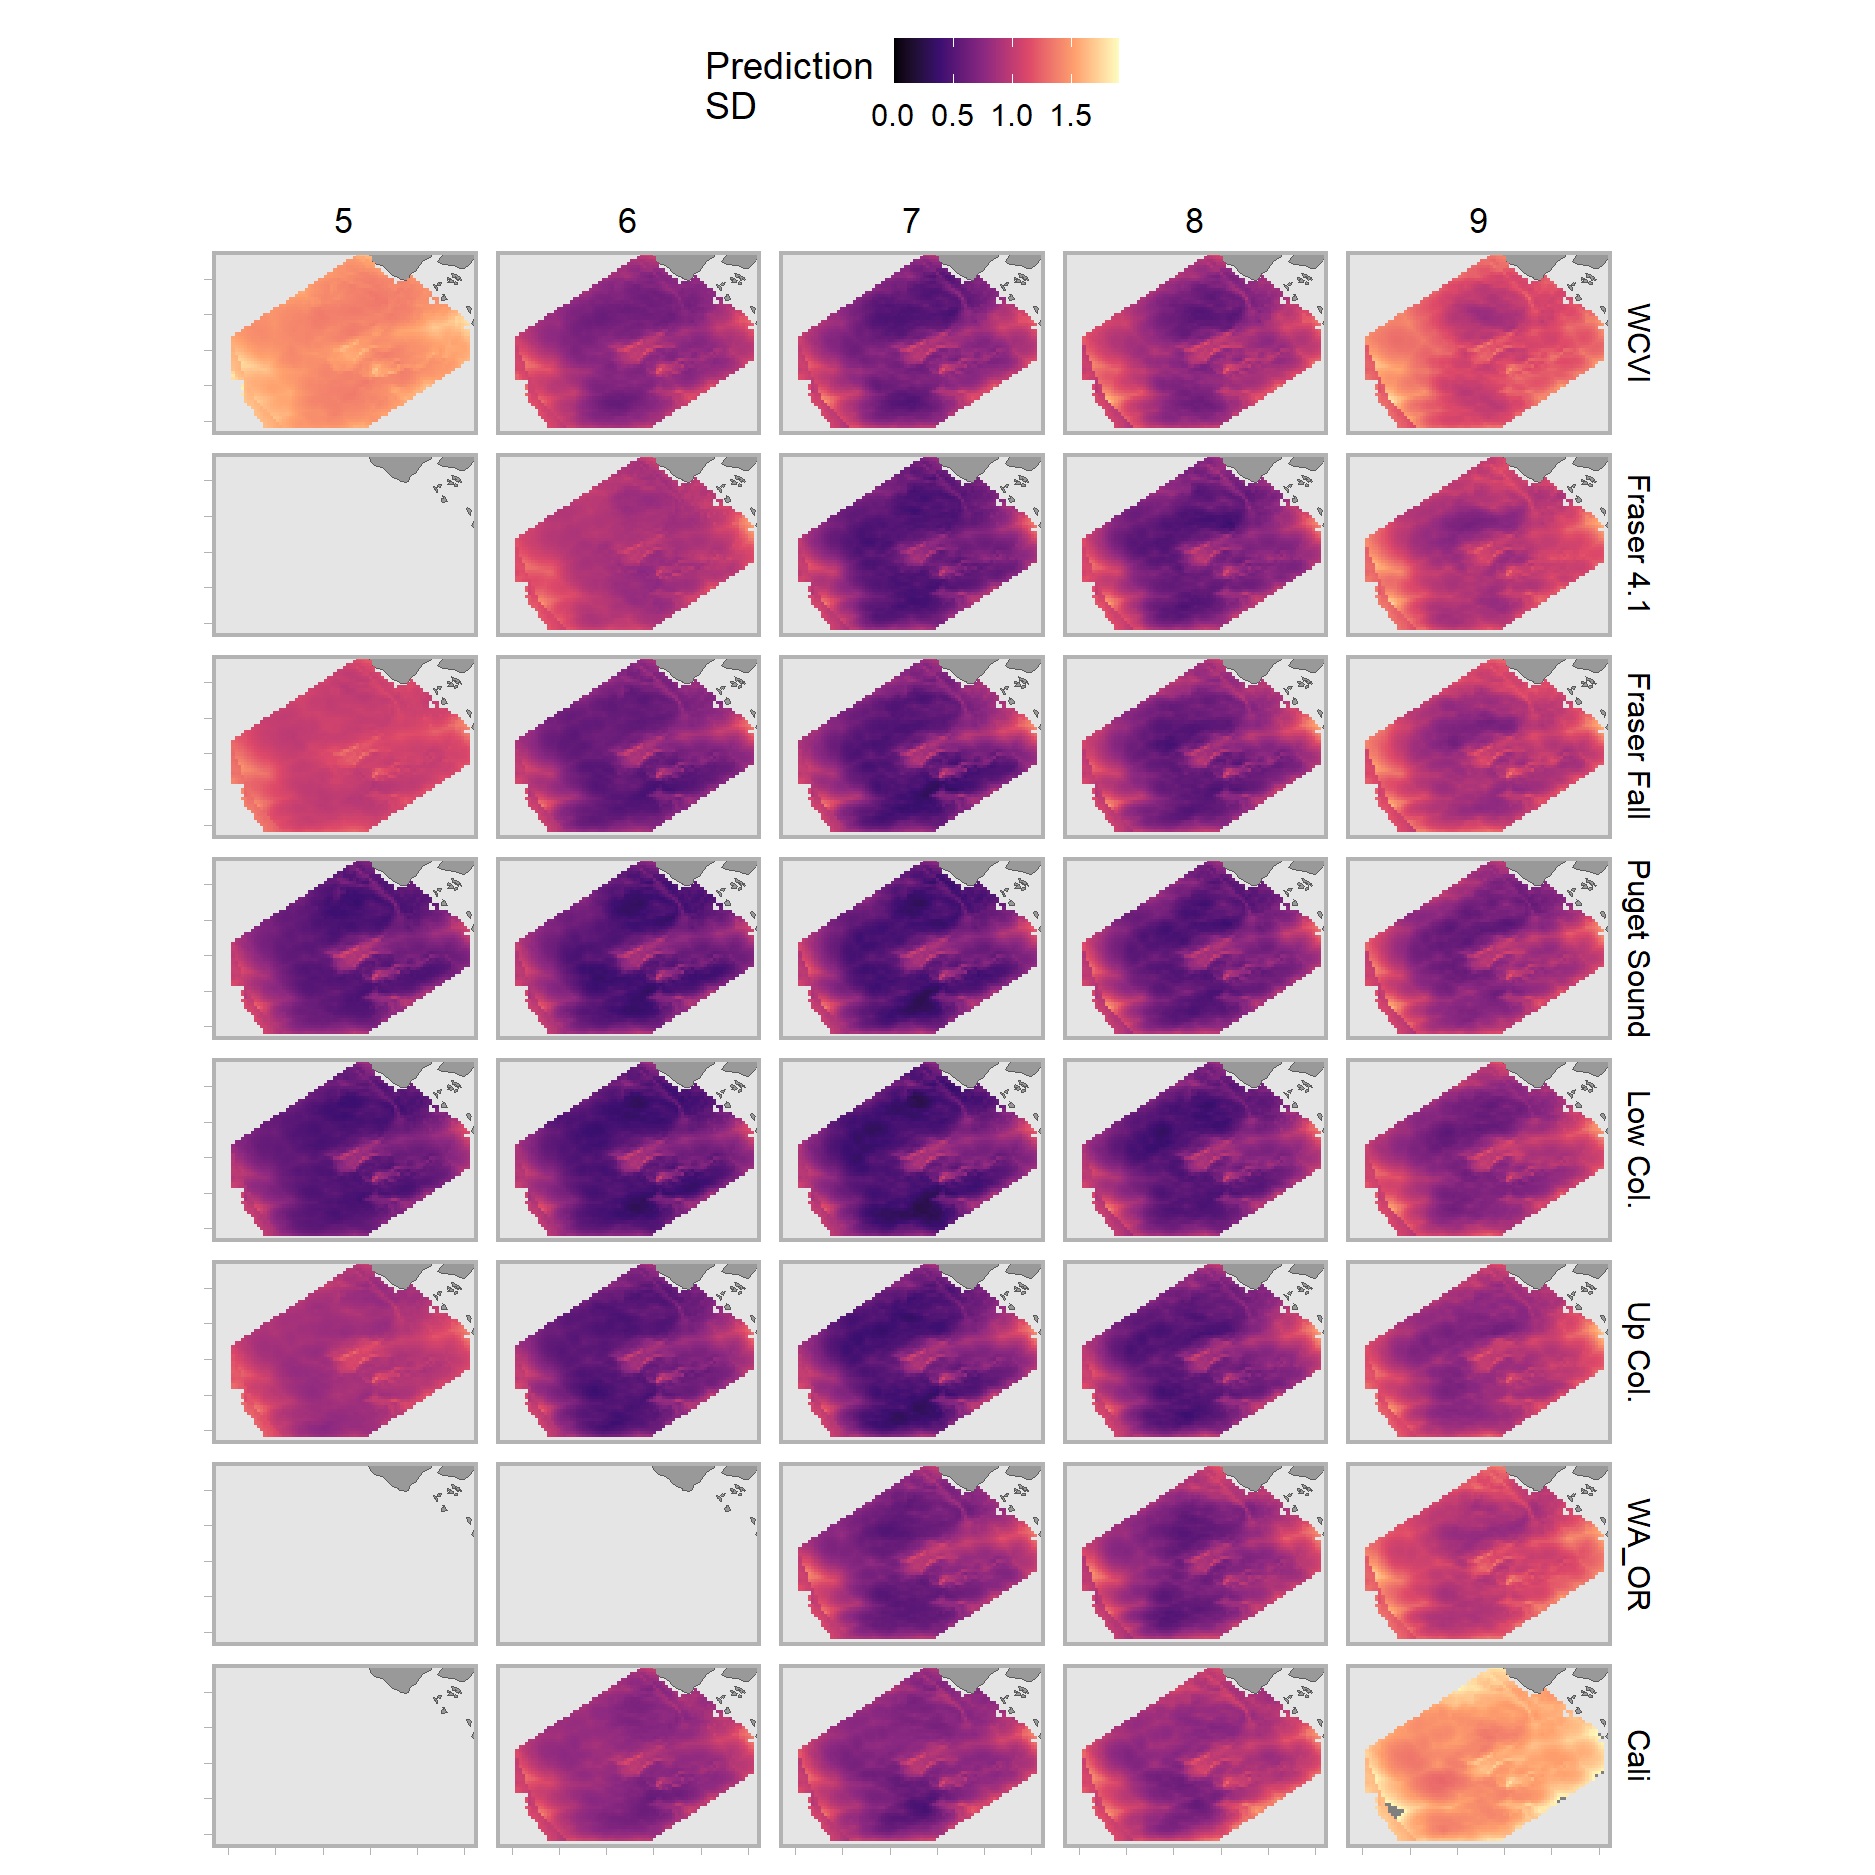 Prediction
SD
0.0 0.5 1.0 1.5
5 6 7 8 9
WCVI
Fraser 4.1
Fraser Fall
Puget Sound
Low Col.
Up Col.
WA_OR
Cali